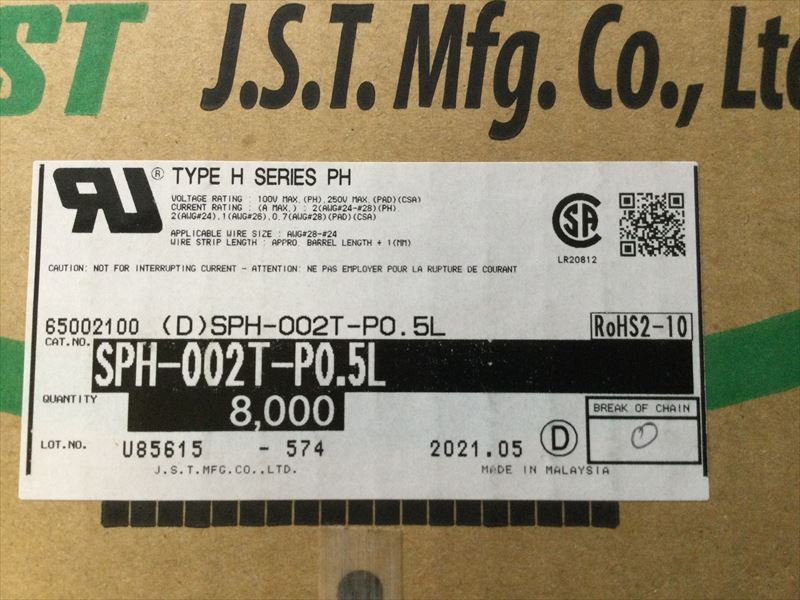 ST J.S.T. Mfg. Co., Ltd
RU ® TYPE H SERIES PH
VOLTAGE RATING : 100V MAX.(PH),250V MAX.(PAD)(CSA)
CURRENT RATING : (A MAX.) : 2(AWG#24-#28)(PH),
2(AWG#24),1(AWG#26),0.7(AWG#28)(PAD)(CSA)
APPLICABLE WIRE SIZE : AWG#28-#24
WIRE STRIP LENGTH : APPRO. BARREL LENGTH + 1(MM)
SA
LR20812
CAUTION: NOT FOR INTERRUPTING CURRENT - ATTENTION: NE PAS EMPLOYER POUR LA RUPTURE DE COURANT
65002100 (D)SPH-002T-P0.5L RoHS2-10
CAT.NO. SPH-002T-P0.5L
QUANTITY 8,000
BREAK OF CHAIN
0
LOT.NO. U85615 - 574 2021.05 D
J.S.T.MFG.CO.,LTD. MADE IN MALAYSIA